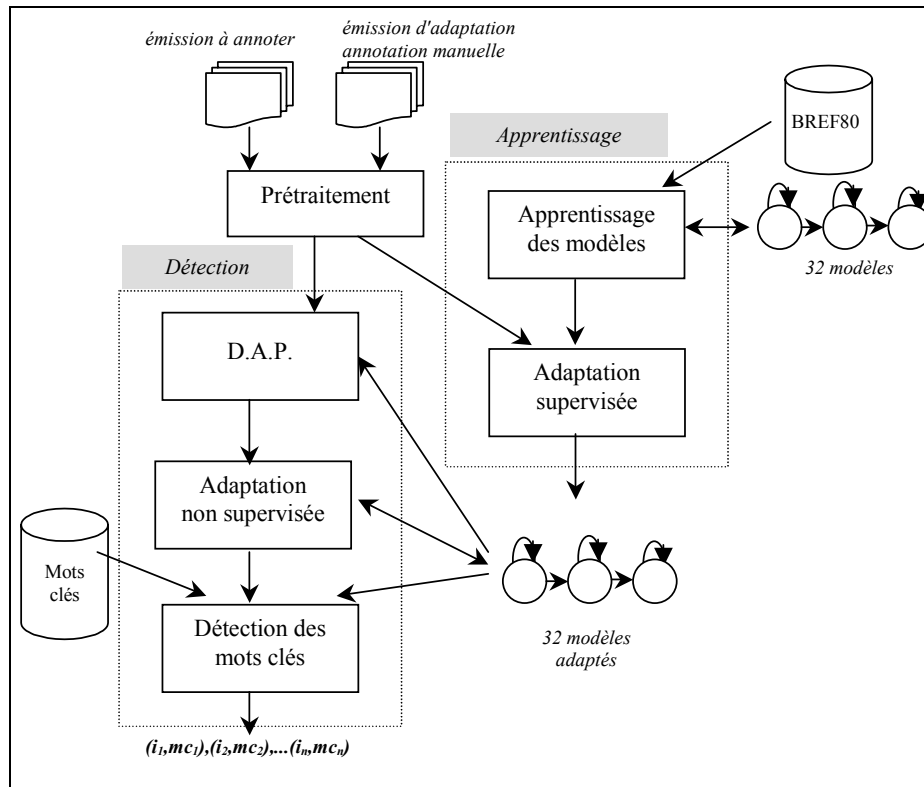 émission à annoter
émission d'adaptation
annotation manuelle
BREF80
Apprentissage
Prétraitement
Apprentissage
des modèles
32 modèles
Détection
D.A.P.
Adaptation
supervisée
Adaptation
non supervisée
Mots
clés
Détection des
mots clés
32 modèles
adaptés
(i1,mc1),(i2,mc2),...(in,mcn)